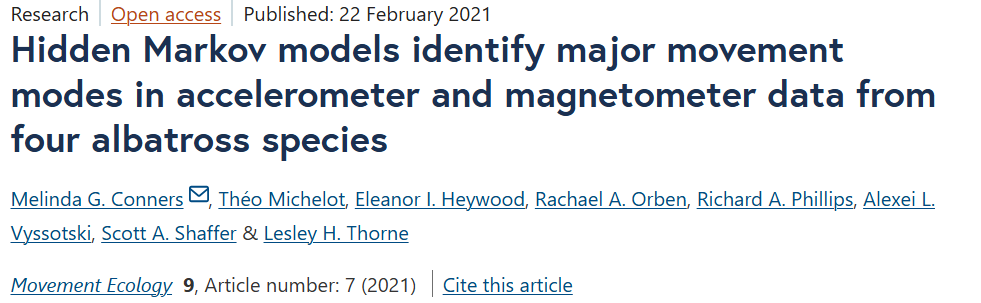 Research | Open access | Published: 22 February 2021
Hidden Markov models identify major movement
modes in accelerometer and magnetometer data from
four albatross species
Melinda G. Conners, Théo Michelot, Eleanor I. Heywood, Rachael A. Orben, Richard A. Phillips, Alexei L.
Vyssotski, Scott A. Shaffer & Lesley H. Thorne
Movement Ecology 9, Article number: 7 (2021) | Cite this article